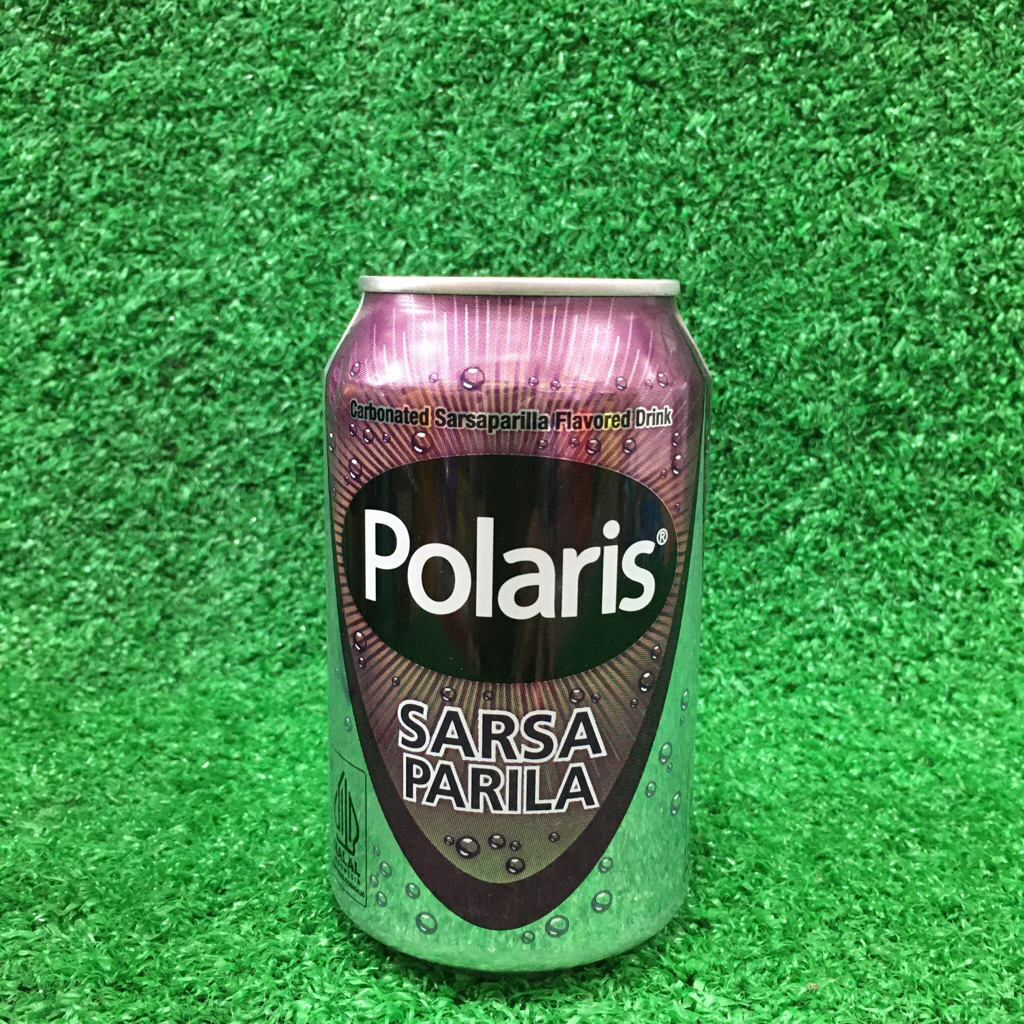 Carbonated Sarsaparilla Flavored Drink
Polaris®
SARSA
PARILA
HALAL